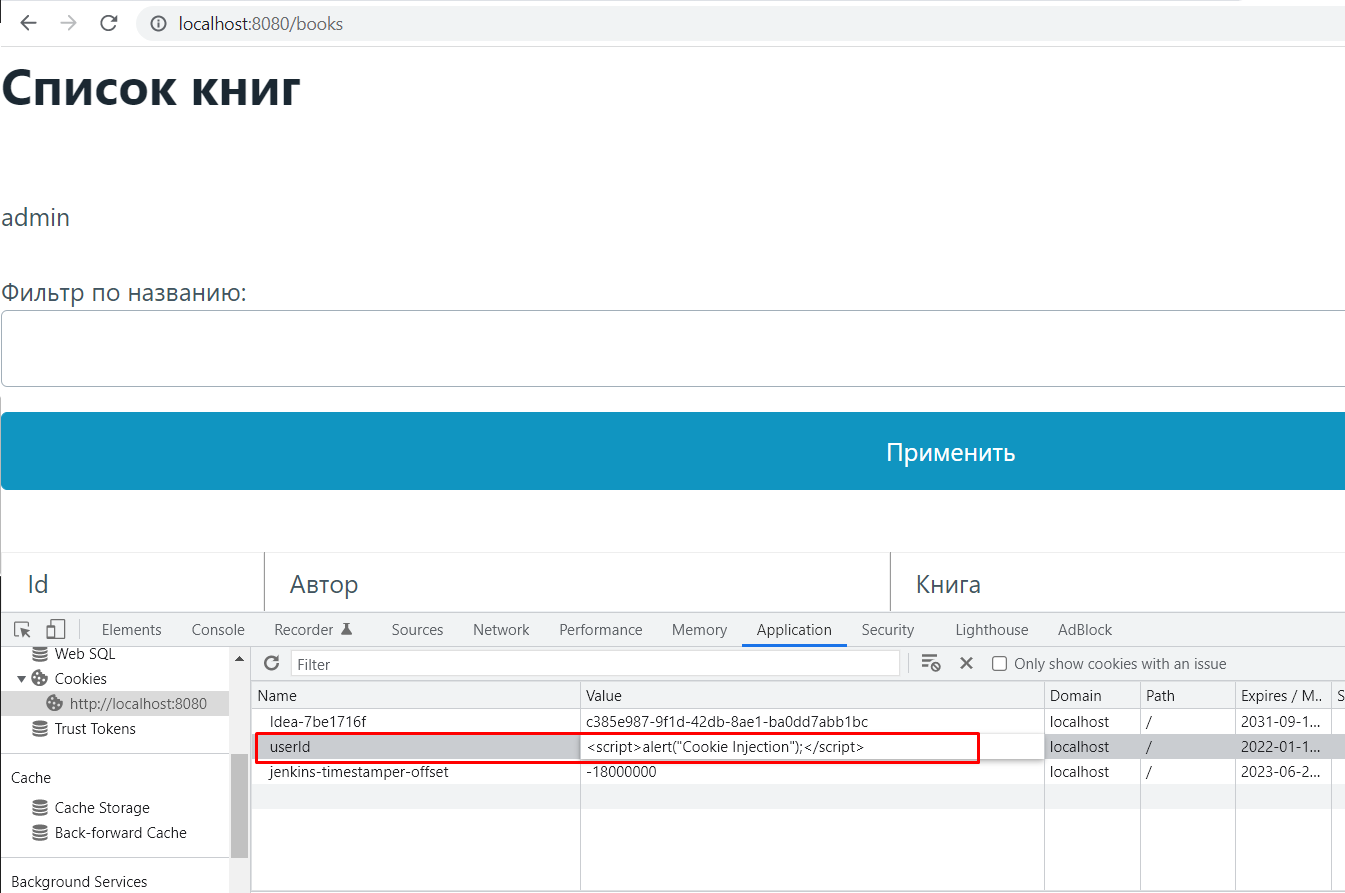 localhost:8080/books
Список книг
admin
Фильтр по названию:
Применить
Id Автор Книга
Elements Console Recorder Sources Network Performance Memory Application Security Lighthouse AdBlock
Web SQL
Cookies
http://localhost:8080
Trust Tokens
Cache
Cache Storage
Back-forward Cache
Background Services
Filter Only show cookies with an issue
Name Value Domain Path Expires / M... S
Idea-7be1716f c385e987-9f1d-42db-8ae1-ba0dd7abb1bc localhost / 2031-09-1...
userId <script>alert("Cookie Injection");</script> localhost / 2022-01-1...
jenkins-timestamper-offset -18000000 localhost / 2023-06-2...